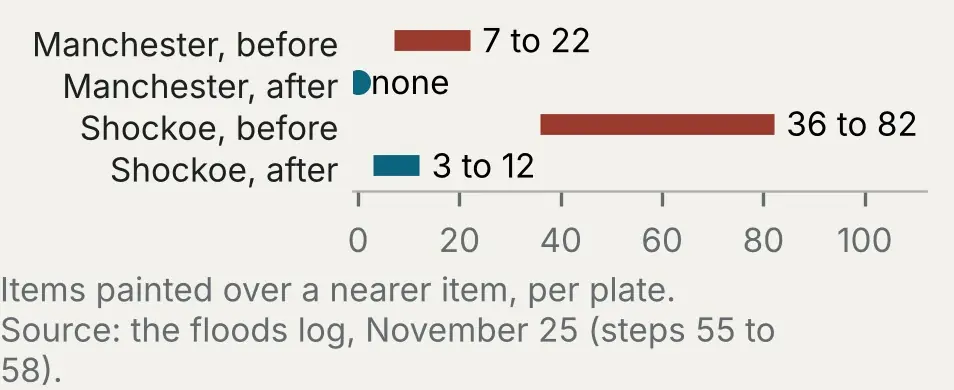 Manchester, before 7 to 22
Manchester, after none
Shockoe, before 36 to 82
Shockoe, after 3 to 12
0 20 40 60 80 100
Items painted over a nearer item, per plate.
Source: the floods log, November 25 (steps 55 to
58).